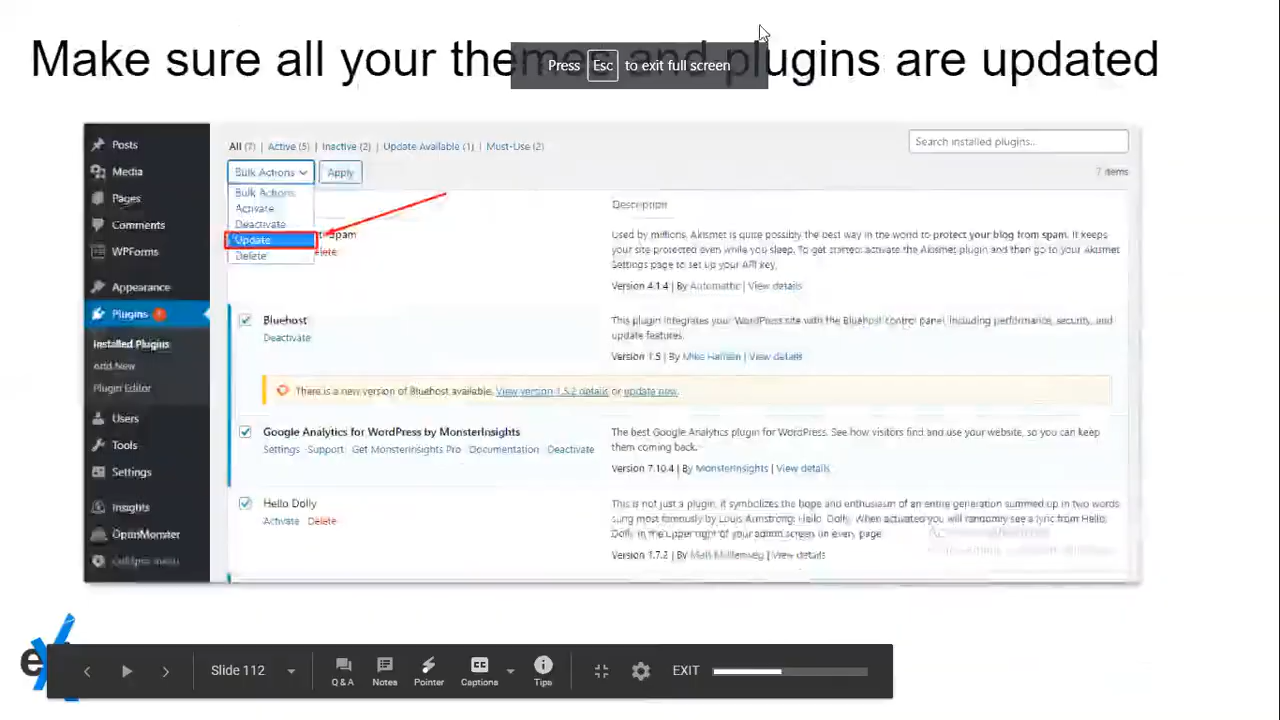 Make sure all your themes and plugins are updated
Press Esc to exit full screen
Posts
Media
Pages
Comments
WPForms
Appearance
Plugins
Installed Plugins
Add New
Plugin Editor
Users
Tools
Settings
Insights
OptinMonster
Collapse menu
All (7) | Active (5) | Inactive (2) | Update Available (1) | Must-Use (2)
Search installed plugins...
Bulk Actions Apply
7 items
Bulk Actions
Activate
Deactivate
Update
Delete
Description
Spam
Used by millions, Akismet is quite possibly the best way in the world to protect your blog from spam. It keeps
your site protected even while you sleep. To get started: activate the Akismet plugin and then go to your Akismet
Settings page to set up your API key.
Version 4.1.4 | By Automattic | View details
Bluehost
Deactivate
This plugin integrates your WordPress site with the Bluehost control panel, including performance, security, and
update features.
Version 1.5 | By Mike Hansen | View details
There is a new version of Bluehost available. View version 1.5.2 details or update now.
Google Analytics for WordPress by MonsterInsights
Settings Support Get MonsterInsights Pro Documentation Deactivate
The best Google Analytics plugin for WordPress. See how visitors find and use your website, so you can keep
them coming back.
Version 7.10.4 | By MonsterInsights | View details
Hello Dolly
Activate Delete
This is not just a plugin, it symbolizes the hope and enthusiasm of an entire generation summed up in two words
sung most famously by Louis Armstrong: Hello, Dolly. When activated you will randomly see a lyric from Hello,
Dolly in the upper right of your admin screen on every page.
Version 1.7.2 | By Matt Mullenweg | View details
Slide 112
Q & A
Notes
Pointer
Captions
Tips
EXIT